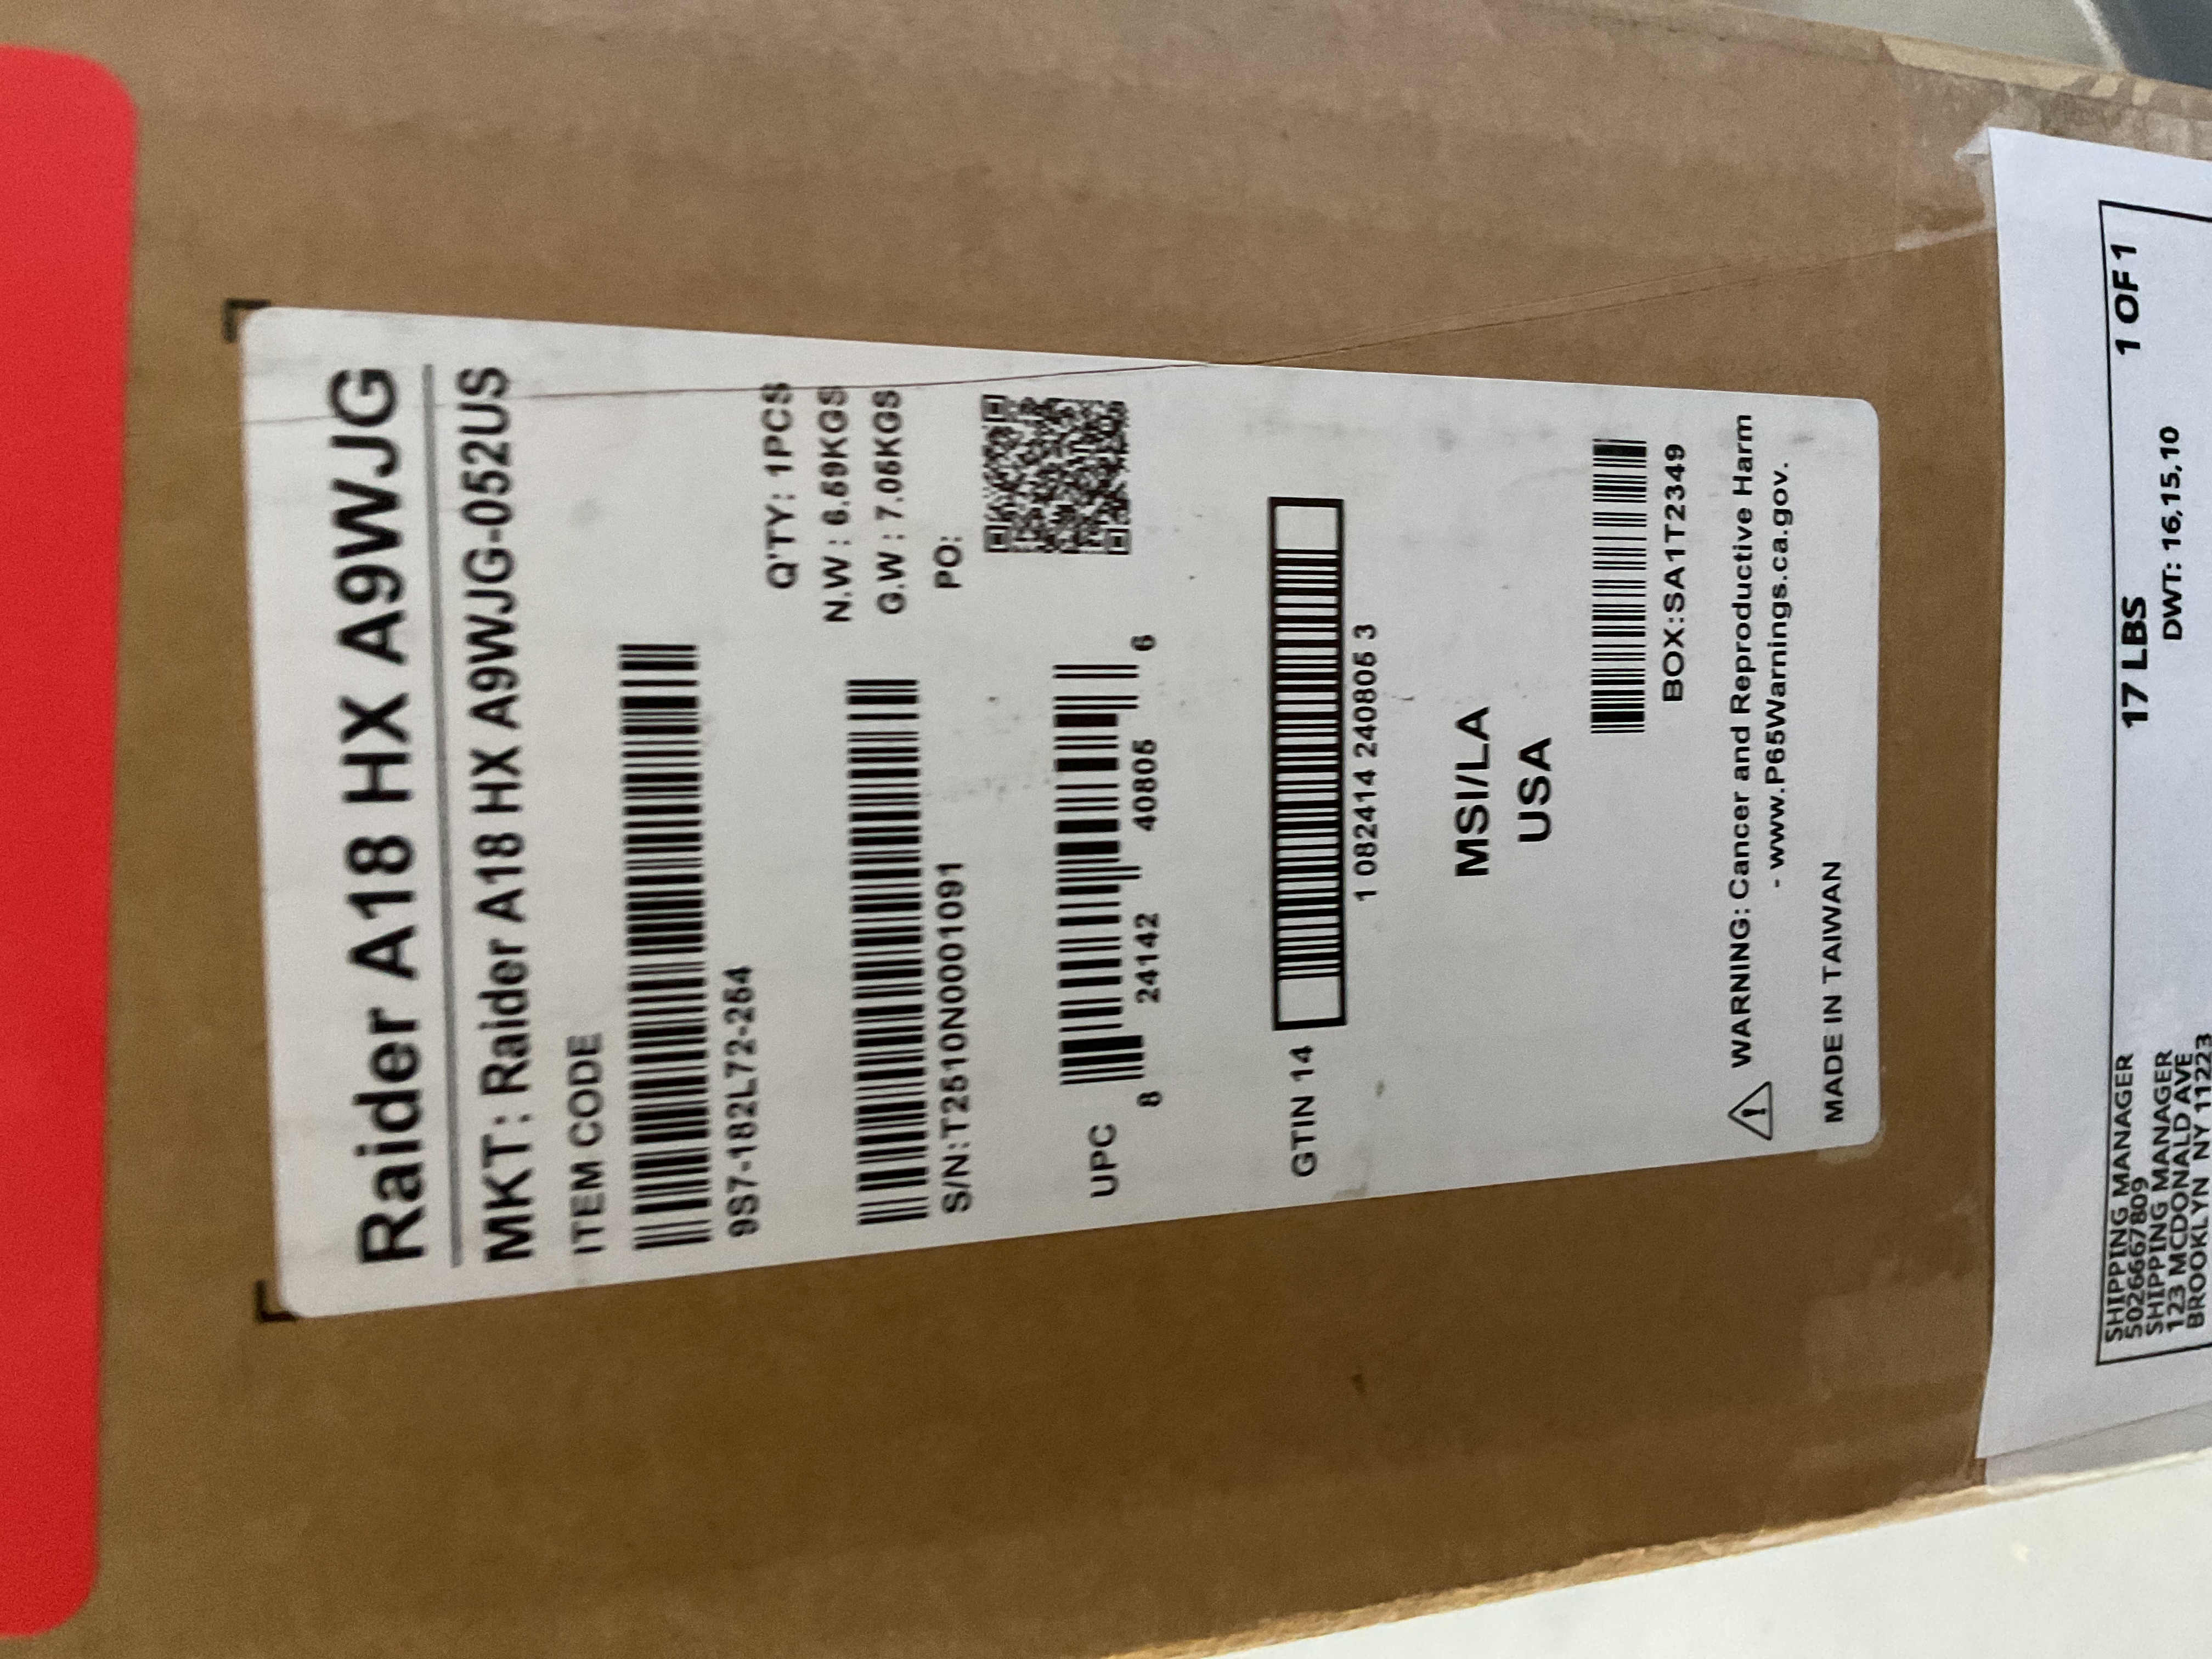 Raider A18 HX A9WJG
MKT: Raider A18 HX A9WJG-052US
ITEM CODE
9S7-182L72-254
Q'TY: 1PCS
N.W : 6.59KGS
G.W : 7.05KGS
S/N:T2510N0001091
PO:
UPC
8 24142 40805 6
GTIN 14
1 082414 240805 3
MSI/LA
USA
BOX:SA1T2349
WARNING: Cancer and Reproductive Harm
- www.P65Warnings.ca.gov.
MADE IN TAIWAN
SHIPPING MANAGER
5026667809
SHIPPING MANAGER
123 MCDONALD AVE
BROOKLYN NY 11223
17 LBS
1 OF 1
DWT: 16,15,10